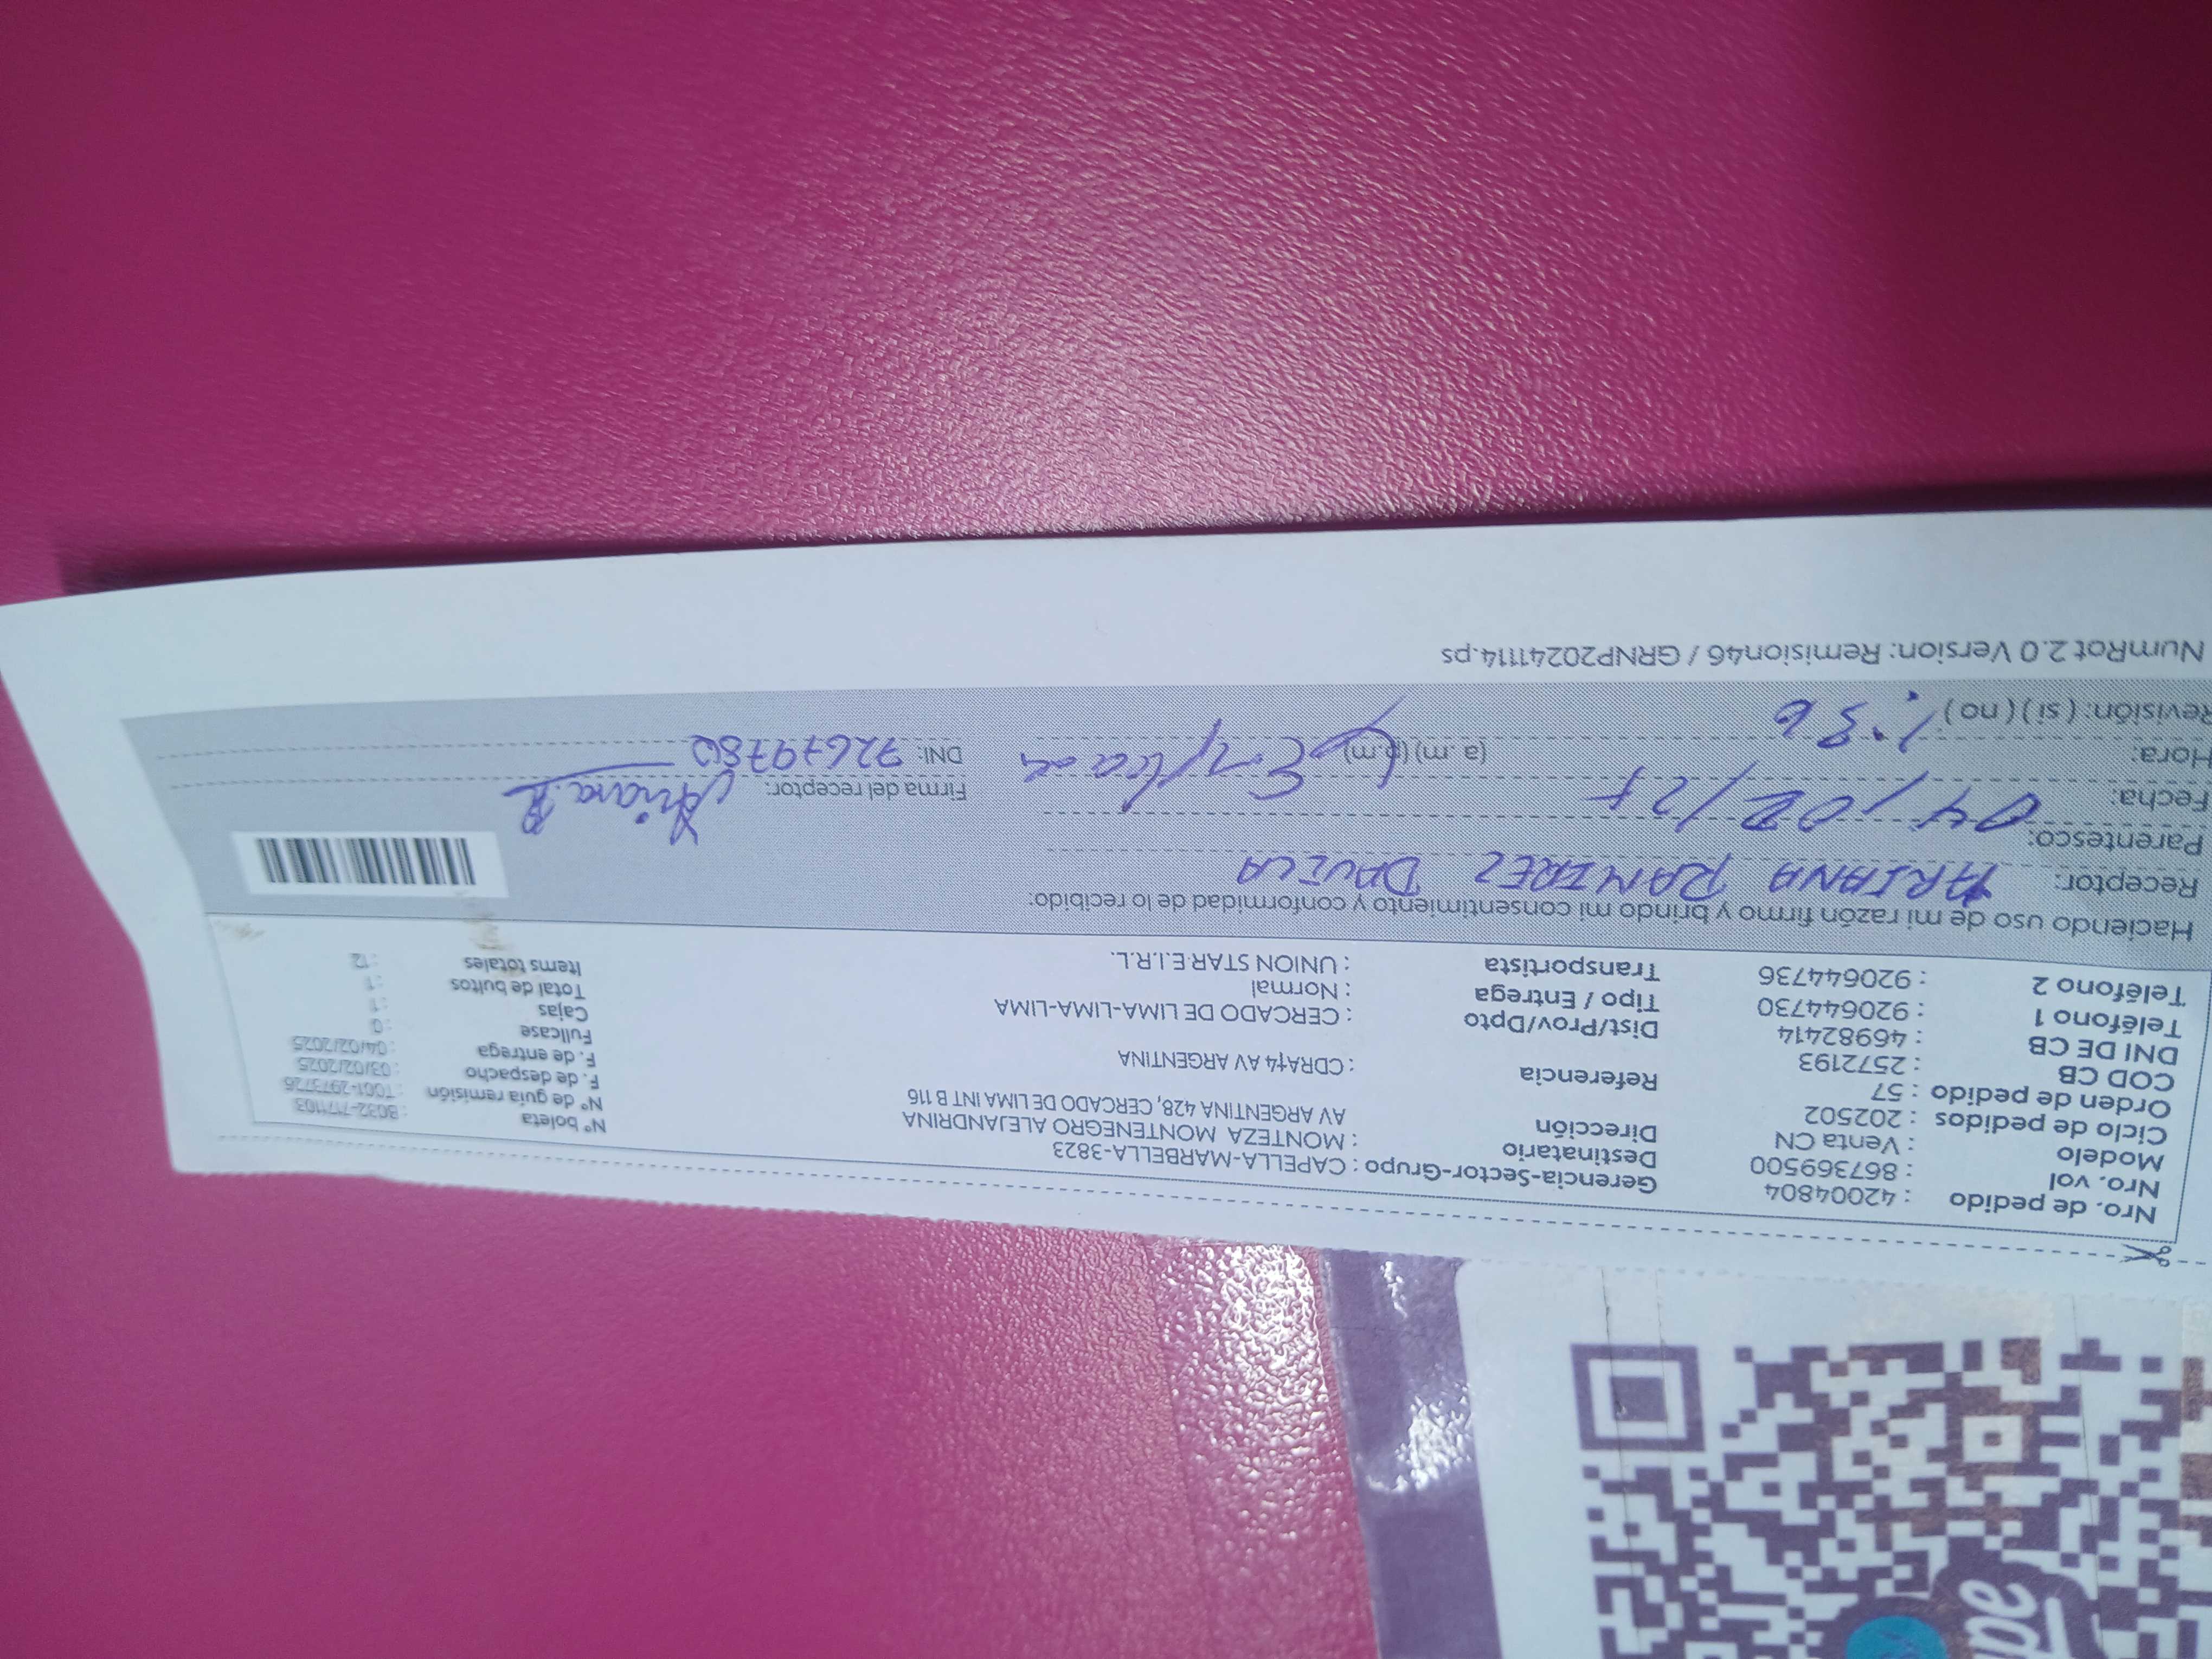 Nro. de pedido : 42004804
Nro. vol : 867369500
Modelo : Venta CN
Ciclo de pedidos : 202502
Orden de pedido : 57
COD CB : 2572193
DNI DE CB : 46982414
Teléfono 1 : 920644730
Teléfono 2 : 920644736
Gerencia-Sector-Grupo : CAPELLA-MARBELLA-3823
Destinatario : MONTEZA MONTENEGRO ALEJANDRINA
Dirección AV ARGENTINA 428, CERCADO DE LIMA INT B 116
Referencia : CDRA14 AV ARGENTINA
Dist/Prov/Dpto : CERCADO DE LIMA-LIMA-LIMA
Tipo / Entrega : Normal
Transportista : UNION STAR E.I.R.L.
N° boleta : B032-7171103
N° de guía remisión : T001-2973726
F. de despacho : 03/02/2025
F. de entrega : 04/02/2025
Fullcase : 0
Cajas : 1
Total de bultos : 1
Items totales : 12
Haciendo uso de mi razón firmo y brindo mi consentimiento y conformidad de lo recibido:
Receptor: ARIANA RAMIREZ DAVILA
Parentesco:
Fecha: 04/02/25
Hora: 1:36 (a.m) (p.m)
Revisión: (si) (no)
Firma del receptor: Ariana R
DNI:
NumRot 2.0 Version: Remision46 / GRNP20241114.ps